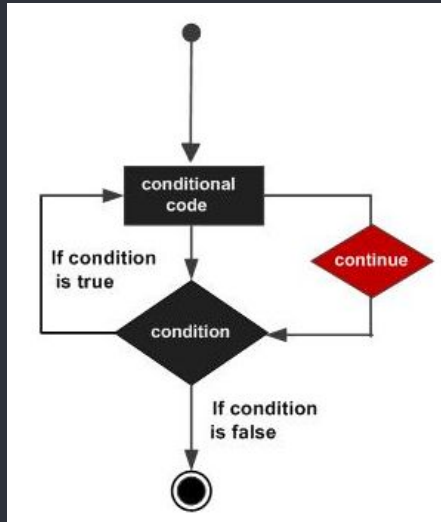 conditional
code
If condition
is true
continue
condition
If condition
is false